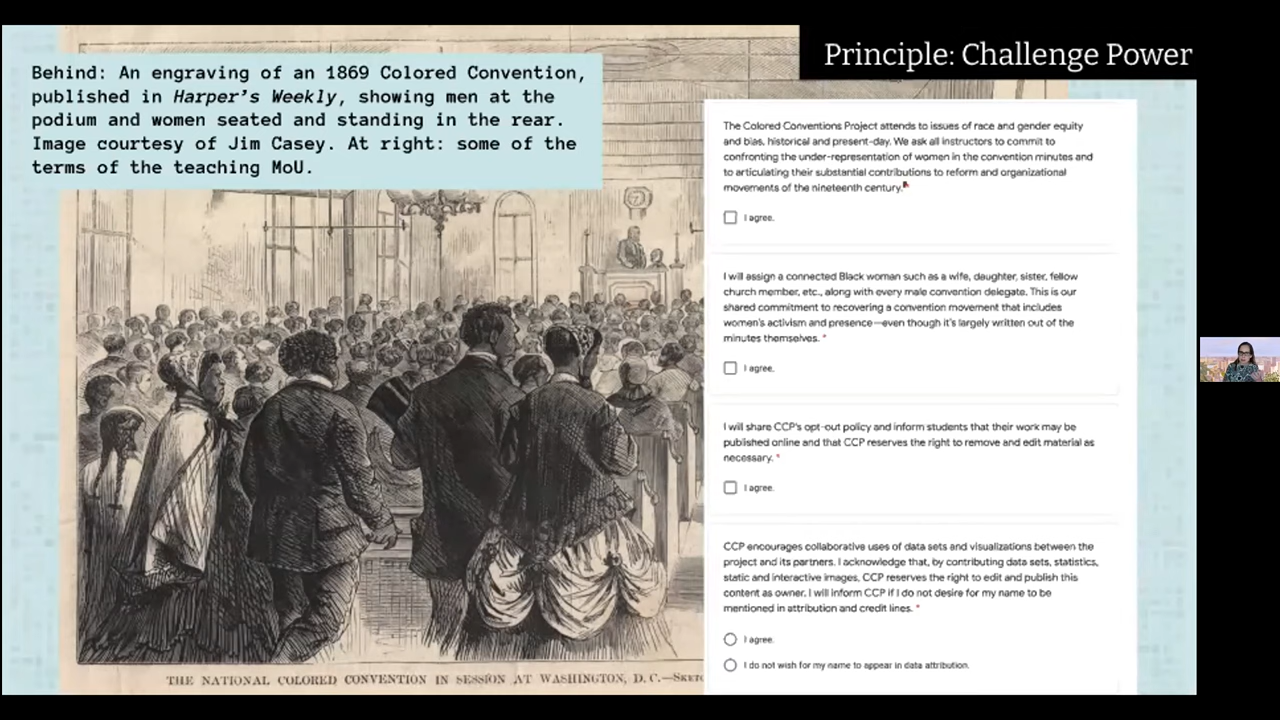 Principle: Challenge Power
Behind: An engraving of an 1869 Colored Convention,
published in Harper's Weekly, showing men at the
podium and women seated and standing in the rear.
Image courtesy of Jim Casey. At right: some of the
terms of the teaching MoU.
The Colored Conventions Project attends to issues of race and gender equity
and bias, historical and present-day. We ask all instructors to commit to
confronting the under-representation of women in the convention minutes and
to articulating their substantial contributions to reform and organizational
movements of the nineteenth century.
I agree.
I will assign a connected Black woman such as a wife, daughter, sister, fellow
church member, etc., along with every male convention delegate. This is our
shared commitment to recovering a convention movement that includes
women's activism and presence—even though it's largely written out of the
minutes themselves. *
I agree.
I will share CCP's opt-out policy and inform students that their work may be
published online and that CCP reserves the right to remove and edit material as
necessary. *
I agree.
CCP encourages collaborative uses of data sets and visualizations between the
project and its partners. I acknowledge that, by contributing data sets, statistics,
static and interactive images, CCP reserves the right to edit and publish this
content as owner. I will inform CCP if I do not desire for my name to be
mentioned in attribution and credit lines. *
I agree.
I do not wish for my name to appear in data attribution.
THE NATIONAL COLORED CONVENTION IN SESSION AT WASHINGTON, D. C.—SKETC